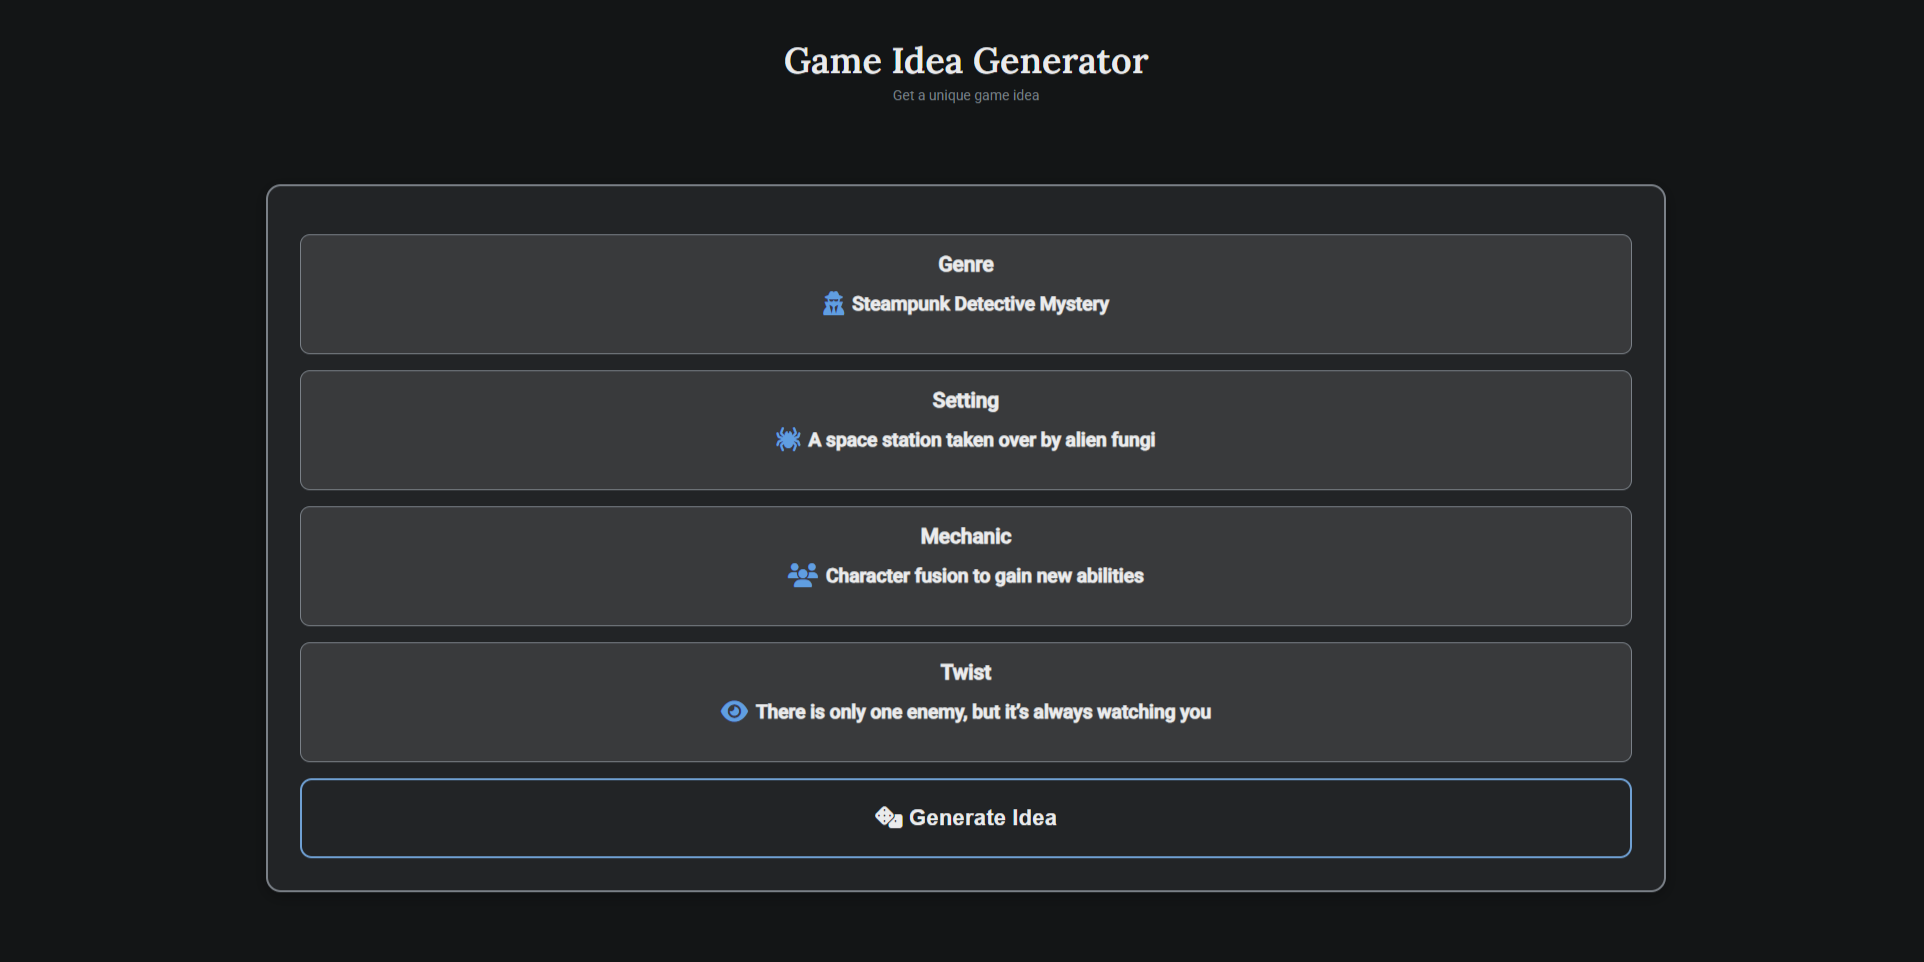 Game Idea Generator
Get a unique game idea
Genre
Steampunk Detective Mystery
Setting
A space station taken over by alien fungi
Mechanic
Character fusion to gain new abilities
Twist
There is only one enemy, but it’s always watching you
Generate Idea